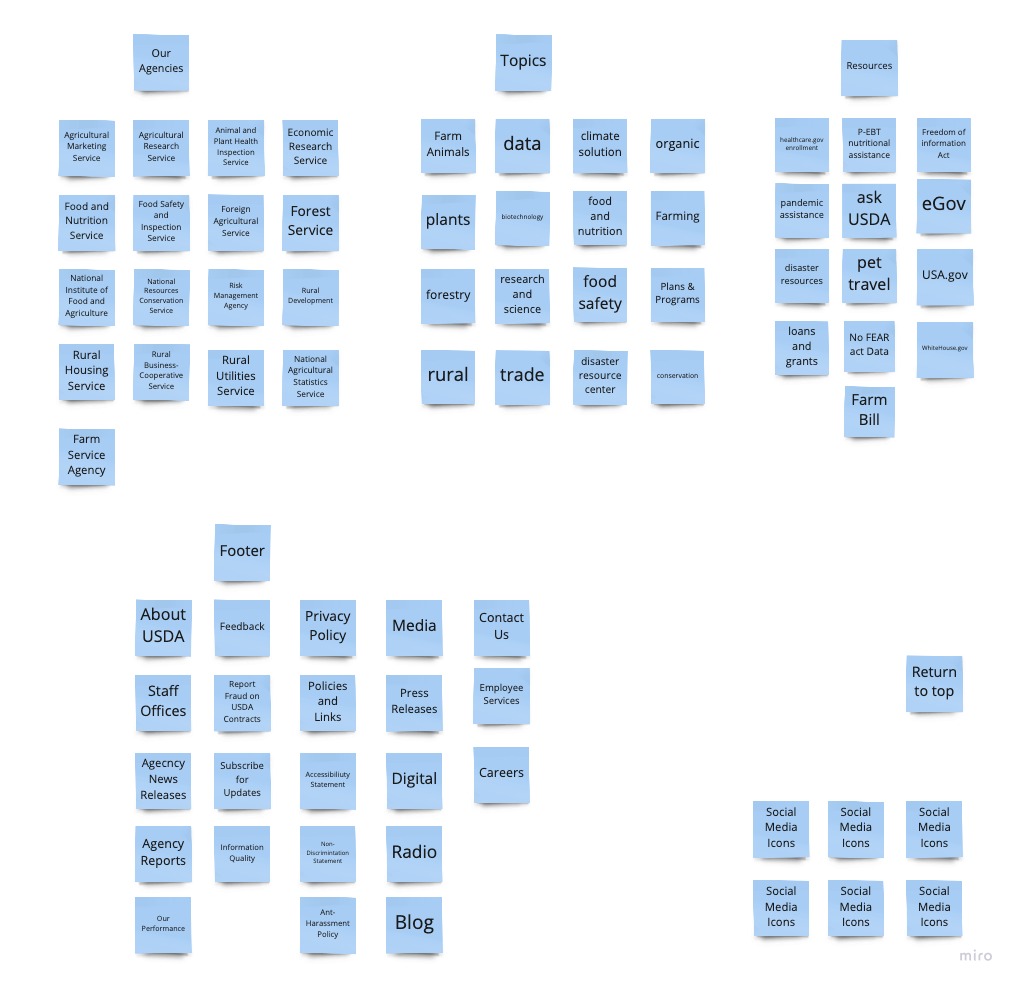 Our
Agencies
Topics
Resources
Agricultural
Marketing
Service
Agricultural
Research
Service
Animal and
Plant Health
Inspection
Service
Economic
Research
Service
Food and
Nutrition
Service
Food Safety
and
Inspection
Service
Foreign
Agricultural
Service
Forest
Service
National
Institute of
Food and
Agriculture
National
Resources
Conservation
Service
Risk
Management
Agency
Rural
Development
Rural
Housing
Service
Rural
Business-
Cooperative
Service
Rural
Utilities
Service
National
Agricultural
Statistics
Service
Farm
Service
Agency
Farm
Animals
data
climate
solution
organic
plants
biotechnology
food
and
nutrition
Farming
forestry
research
and
science
food
safety
Plans &
Programs
rural
trade
disaster
resource
center
conservation
healthcare.gov
enrollment
P-EBT
nutritional
assistance
Freedom of
information
Act
pandemic
assistance
ask
USDA
eGov
disaster
resources
pet
travel
USA.gov
loans
and
grants
No FEAR
act Data
WhiteHouse.gov
Farm
Bill
Footer
About
USDA
Feedback
Privacy
Policy
Media
Contact
Us
Staff
Offices
Report
Fraud on
USDA
Contracts
Policies
and
Links
Press
Releases
Employee
Services
Agecncy
News
Releases
Subscribe
for
Updates
Accessibiliuty
Statement
Digital
Careers
Agency
Reports
Information
Quality
Non-
Discrimintation
Statement
Radio
Our
Performance
Ant-
Harassment
Policy
Blog
Return
to top
Social
Media
Icons
Social
Media
Icons
Social
Media
Icons
Social
Media
Icons
Social
Media
Icons
Social
Media
Icons
miro